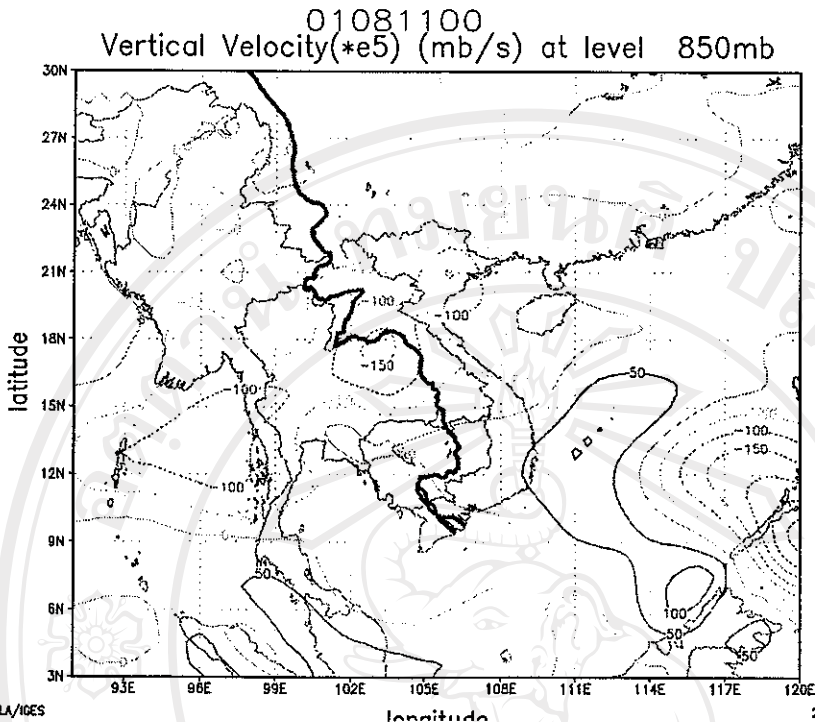 01081100
Vertical Velocity(*e5) (mb/s) at level 850mb
30N
27N
24N
21N
18N
15N
12N
9N
6N
3N
latitude
-100
-100
-150
-100
-100
50
-100
-150
50
100
50
50
93E 96E 99E 102E 105E 108E 111E 114E 117E 120E
longitude
LA/IGES